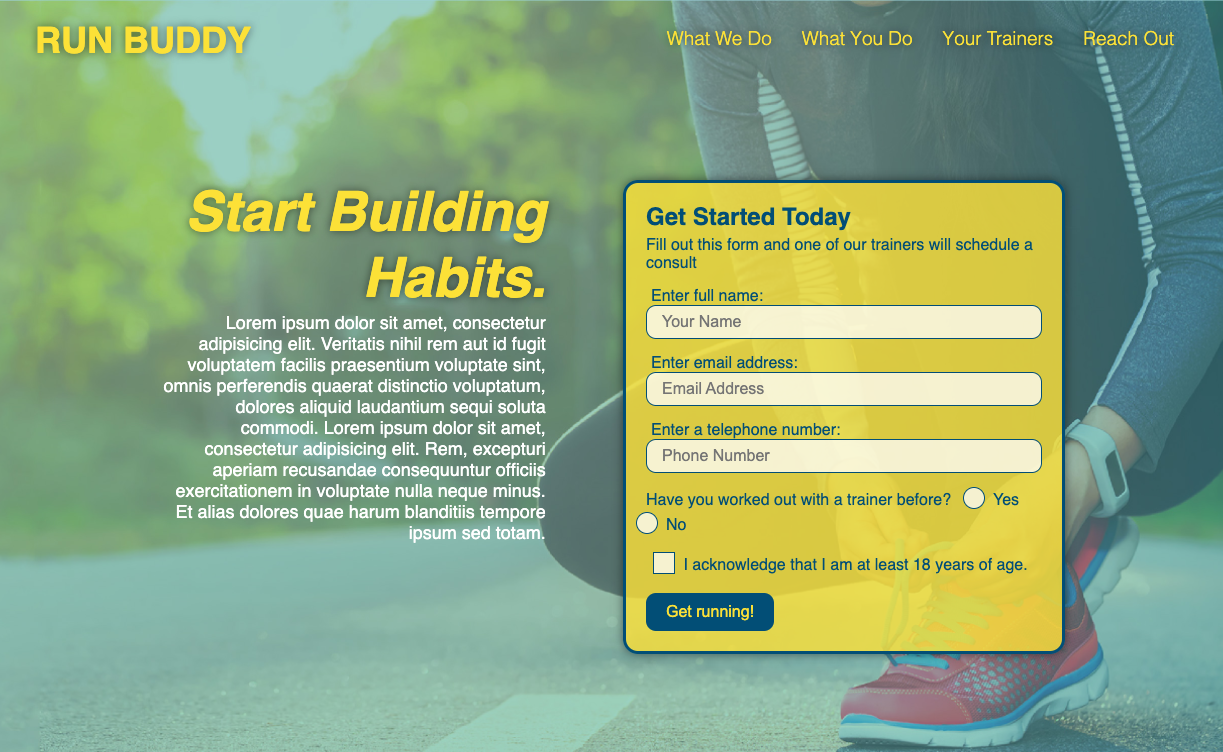 RUN BUDDY
What We Do What You Do Your Trainers Reach Out
Start Building
Habits.
Lorem ipsum dolor sit amet, consectetur
adipisicing elit. Veritatis nihil rem aut id fugit
voluptatem facilis praesentium voluptate sint,
omnis perferendis quaerat distinctio voluptatum,
dolores aliquid laudantium sequi soluta
commodi. Lorem ipsum dolor sit amet,
consectetur adipisicing elit. Rem, excepturi
aperiam recusandae consequuntur officiis
exercitationem in voluptate nulla neque minus.
Et alias dolores quae harum blanditiis tempore
ipsum sed totam.
Get Started Today
Fill out this form and one of our trainers will schedule a
consult
Enter full name:
Your Name
Enter email address:
Email Address
Enter a telephone number:
Phone Number
Have you worked out with a trainer before? Yes
No
I acknowledge that I am at least 18 years of age.
Get running!